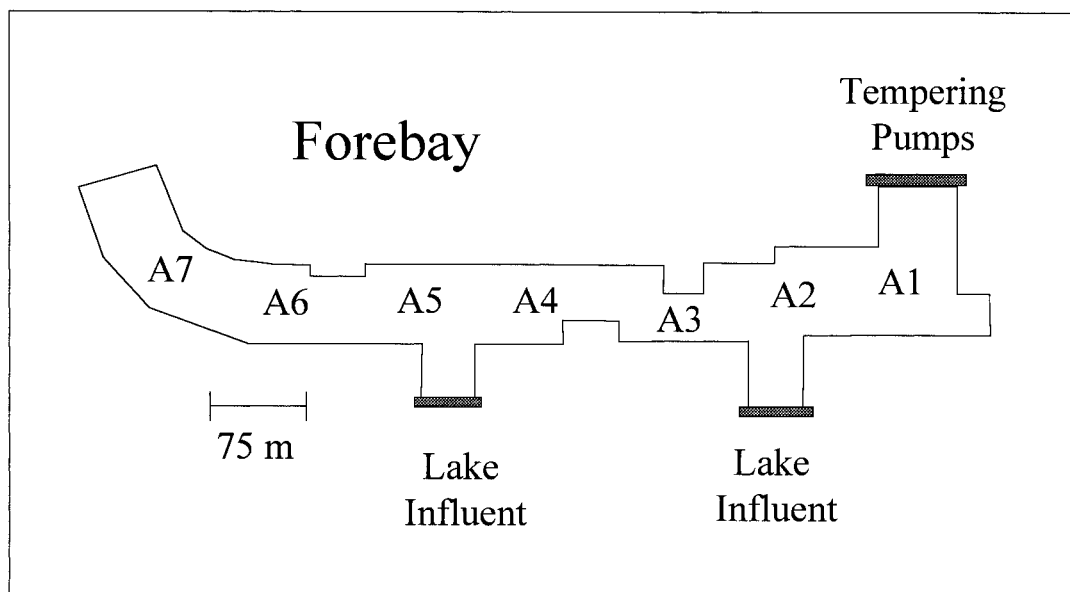 Tempering
Pumps
Forebay
A7
A6
A5
A4
A3
A2
A1
75 m
Lake
Influent
Lake
Influent